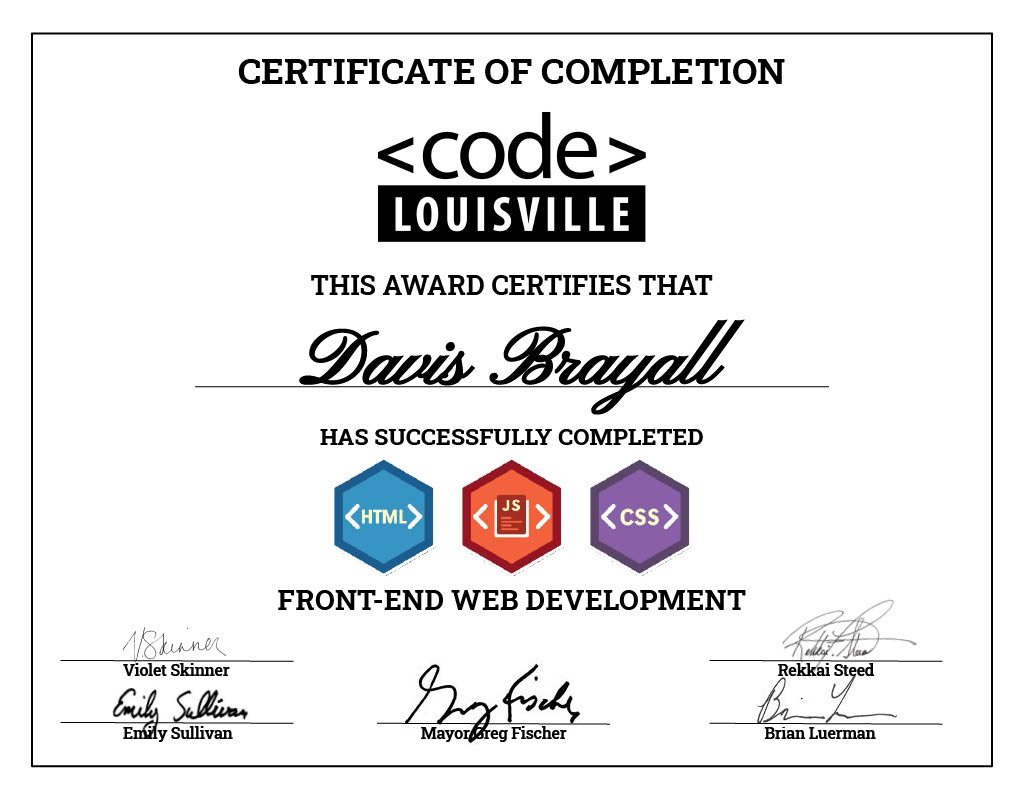 CERTIFICATE OF COMPLETION
<code>
LOUISVILLE
THIS AWARD CERTIFIES THAT
Davis Brayall
HAS SUCCESSFULLY COMPLETED
<HTML> < JS > <CSS>
FRONT-END WEB DEVELOPMENT
VSkinner
Violet Skinner
Rekkai Steed
Rekkai Steed
Emily Sullivan
Emily Sullivan
Greg Fischer
Mayor Greg Fischer
Brian Luerman